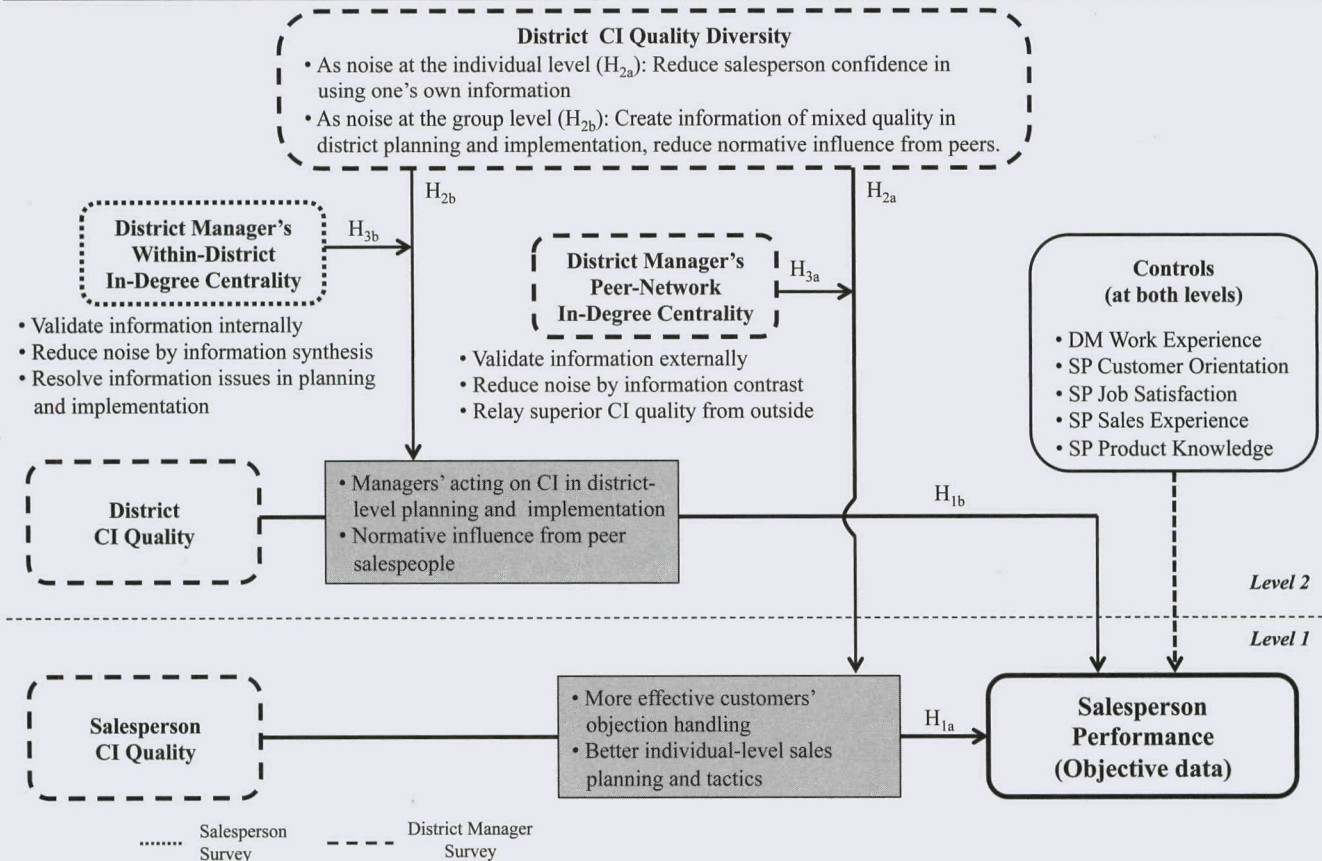 District CI Quality Diversity
• As noise at the individual level (H2a): Reduce salesperson confidence in
using one's own information
• As noise at the group level (H2b): Create information of mixed quality in
district planning and implementation, reduce normative influence from peers.
H2b
H2a
District Manager's
Within-District
In-Degree Centrality
H3b
• Validate information internally
• Reduce noise by information synthesis
• Resolve information issues in planning
and implementation
District Manager's
Peer-Network
In-Degree Centrality
H3a
• Validate information externally
• Reduce noise by information contrast
• Relay superior CI quality from outside
Controls
(at both levels)
• DM Work Experience
• SP Customer Orientation
• SP Job Satisfaction
• SP Sales Experience
• SP Product Knowledge
District
CI Quality
• Managers' acting on CI in district-
level planning and implementation
• Normative influence from peer
salespeople
H1b
Level 2
Level 1
Salesperson
CI Quality
• More effective customers'
objection handling
• Better individual-level sales
planning and tactics
H1a
Salesperson
Performance
(Objective data)
Salesperson
Survey
District Manager
Survey